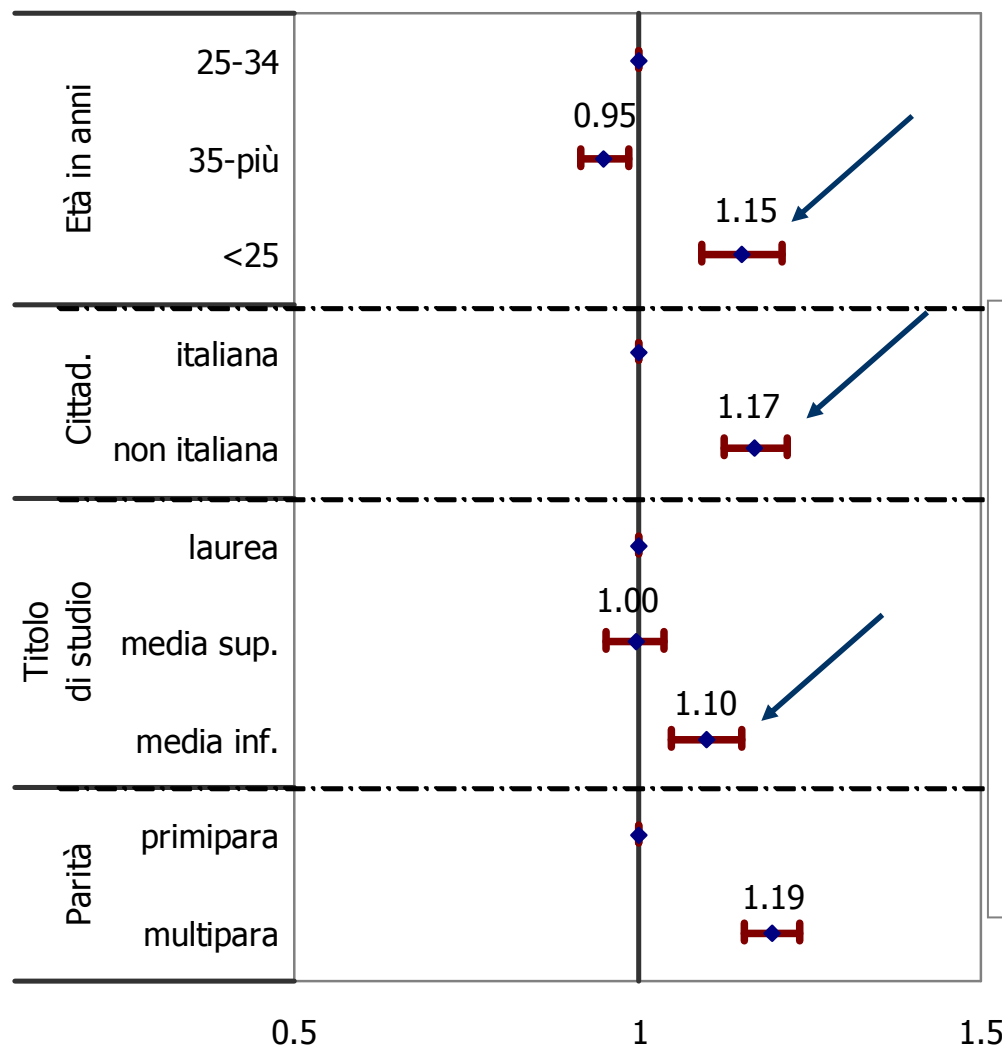 Età in anni
25-34
0.95
35-più
1.15
<25
Cittad.
italiana
1.17
non italiana
Titolo
di studio
laurea
1.00
media sup.
1.10
media inf.
Parità
primipara
1.19
multipara
0.5 1 1.5